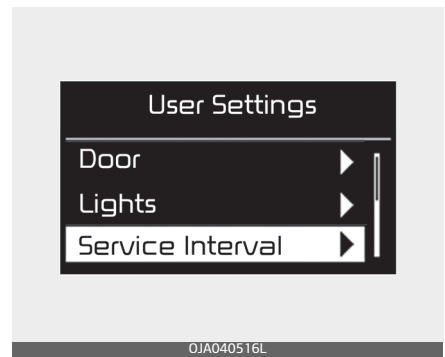 User Settings
Door
Lights
Service Interval
OJA040516L